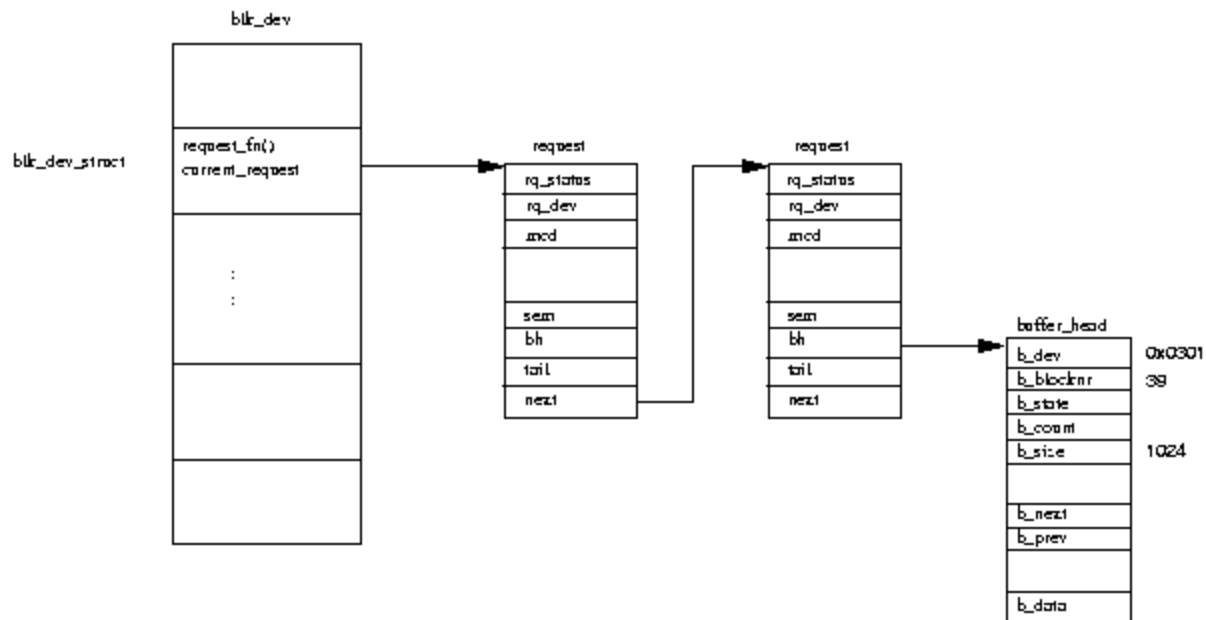 blk_dev
blk_dev_struct
request_fn()
current_request
:
:
request
rq_status
rq_dev
mcd
sem
bh
tail
next
request
rq_status
rq_dev
mcd
sem
bh
tail
next
buffer_head
b_dev 0x0301
b_blocknr 39
b_state
b_count
b_size 1024
b_next
b_prev
b_data